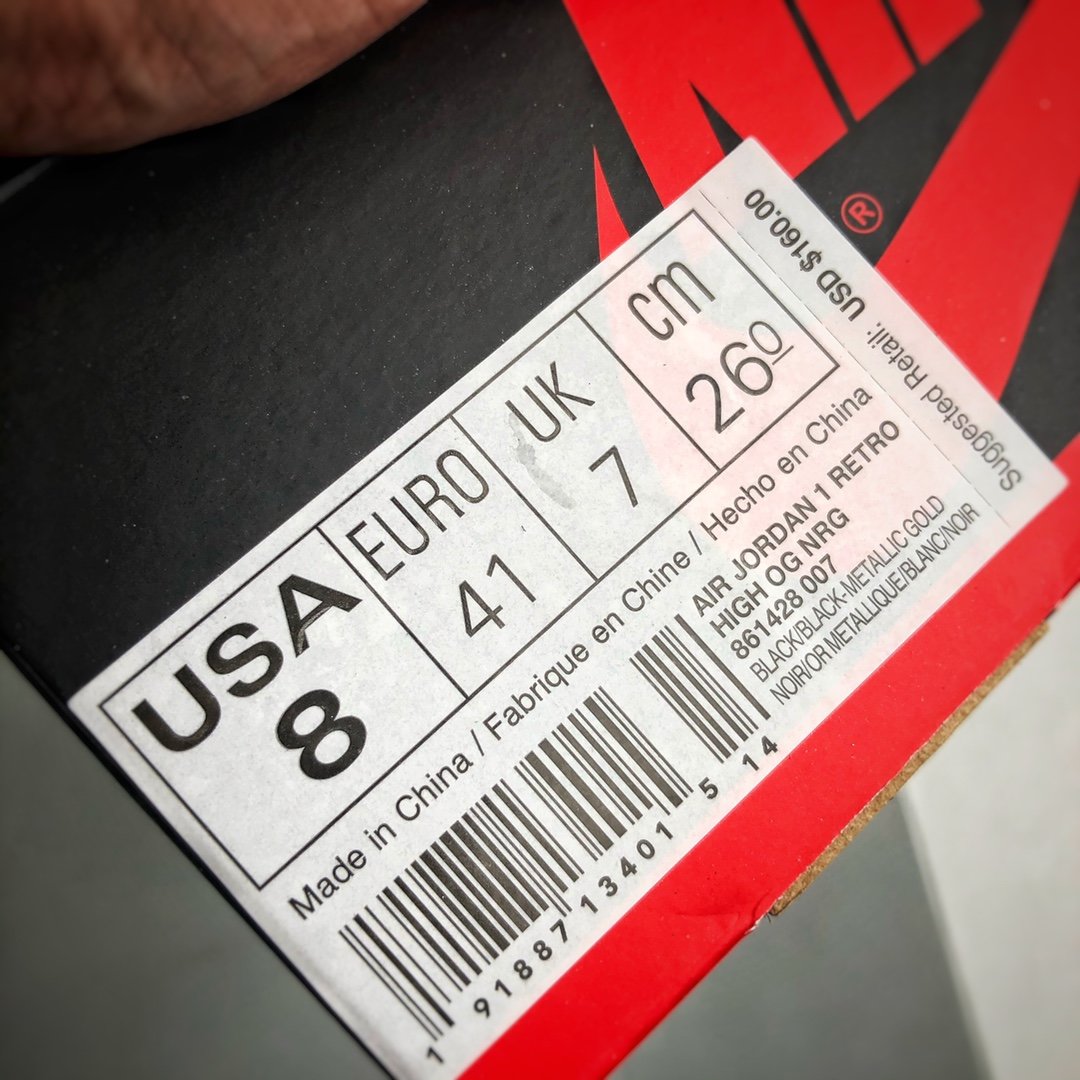 USA
8
EURO
41
UK
7
cm
260
Made in China / Fabrique en Chine / Hecho en China
AIR JORDAN 1 RETRO
HIGH OG NRG
861428 007
BLACK/BLACK-METALLIC GOLD
NOIR/OR METALLIQUE/BLANC/NOIR
1 91887 13401 5 14
Suggested Retail: USD $160.00
®